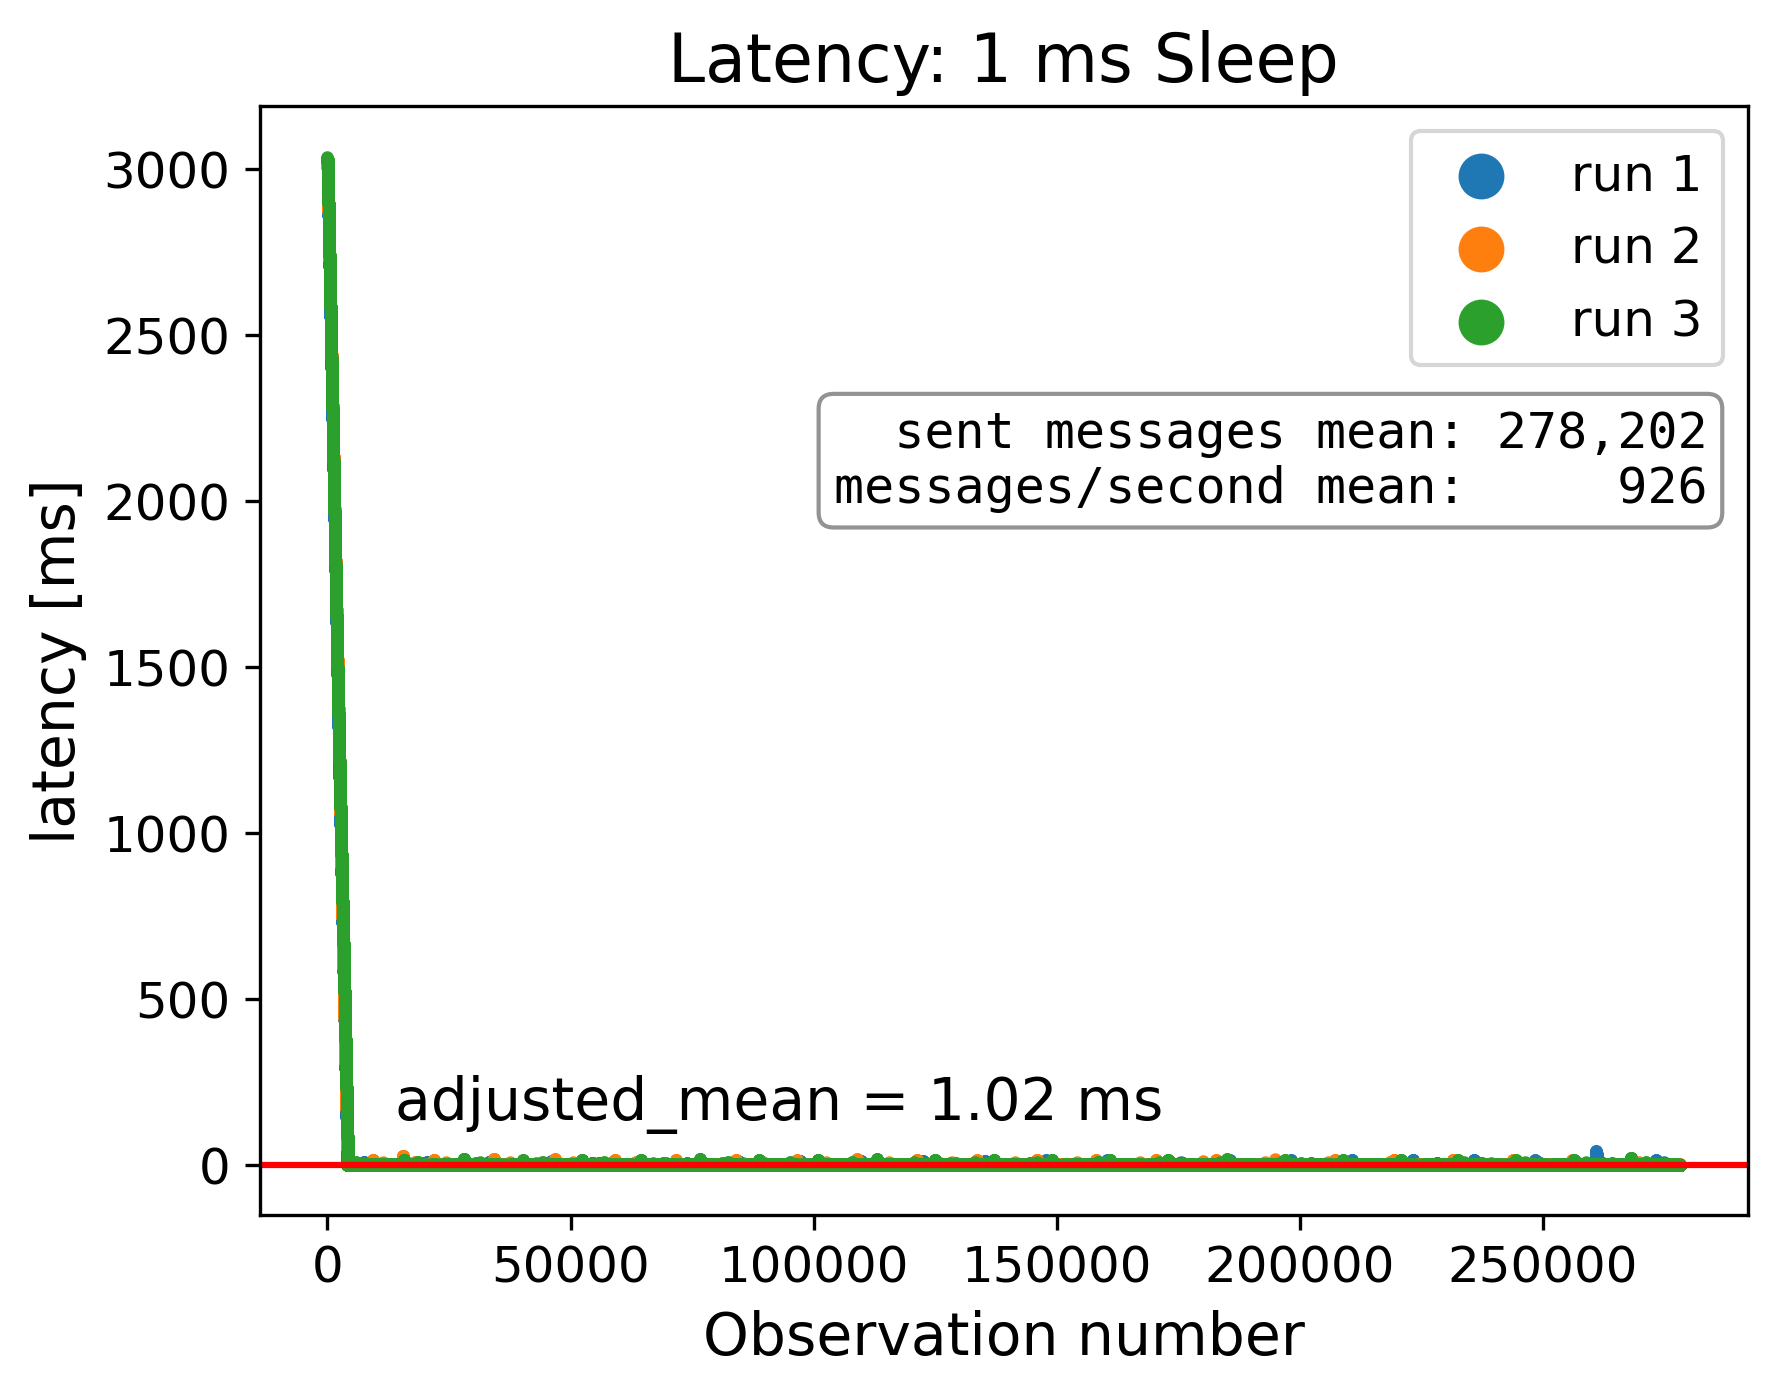 Latency: 1 ms Sleep
run 1
run 2
run 3
sent messages mean: 278,202
messages/second mean: 926
latency [ms]
3000
2500
2000
1500
1000
500
0
adjusted_mean = 1.02 ms
0 50000 100000 150000 200000 250000
Observation number